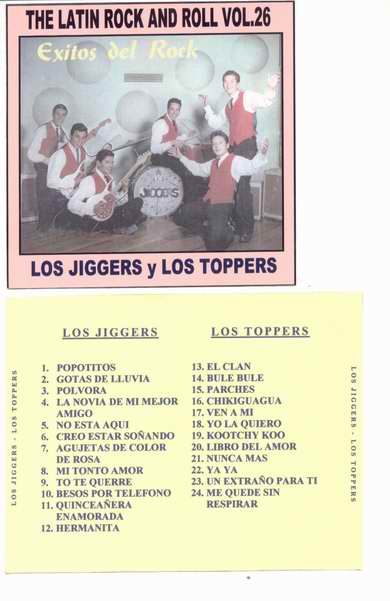 THE LATIN ROCK AND ROLL VOL.26
Exitos del Rock
JIGGERS
LOS JIGGERS y LOS TOPPERS
LOS JIGGERS - LOS TOPPERS
LOS JIGGERS
1. POPOTITOS
2. GOTAS DE LLUVIA
3. POLVORA
4. LA NOVIA DE MI MEJOR
AMIGO
5. NO ESTA AQUI
6. CREO ESTAR SOÑANDO
7. AGUJETAS DE COLOR
DE ROSA
8. MI TONTO AMOR
9. TO TE QUERRE
10. BESOS POR TELEFONO
11. QUINCEAÑERA
ENAMORADA
12. HERMANITA
LOS TOPPERS
13. EL CLAN
14. BULE BULE
15. PARCHES
16. CHIKIGUAGUA
17. VEN A MI
18. YO LA QUIERO
19. KOOTCHY KOO
20. LIBRO DEL AMOR
21. NUNCA MAS
22. YA YA
23. UN EXTRAÑO PARA TI
24. ME QUEDE SIN
RESPIRAR
LOS JIGGERS - LOS TOPPERS